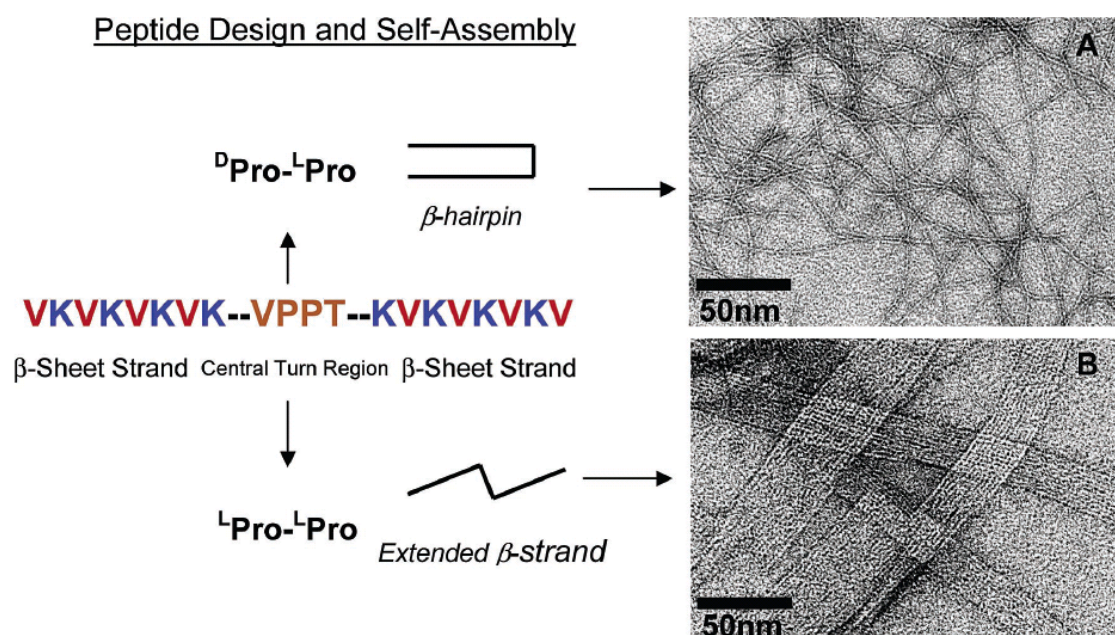 Peptide Design and Self-Assembly
A
ᴰPro-ᴸPro
β-hairpin
50nm
VKVKVKVK--VPPT--KVKVKVKV
β-Sheet Strand Central Turn Region β-Sheet Strand
B
ᴸPro-ᴸPro
Extended β-strand
50nm